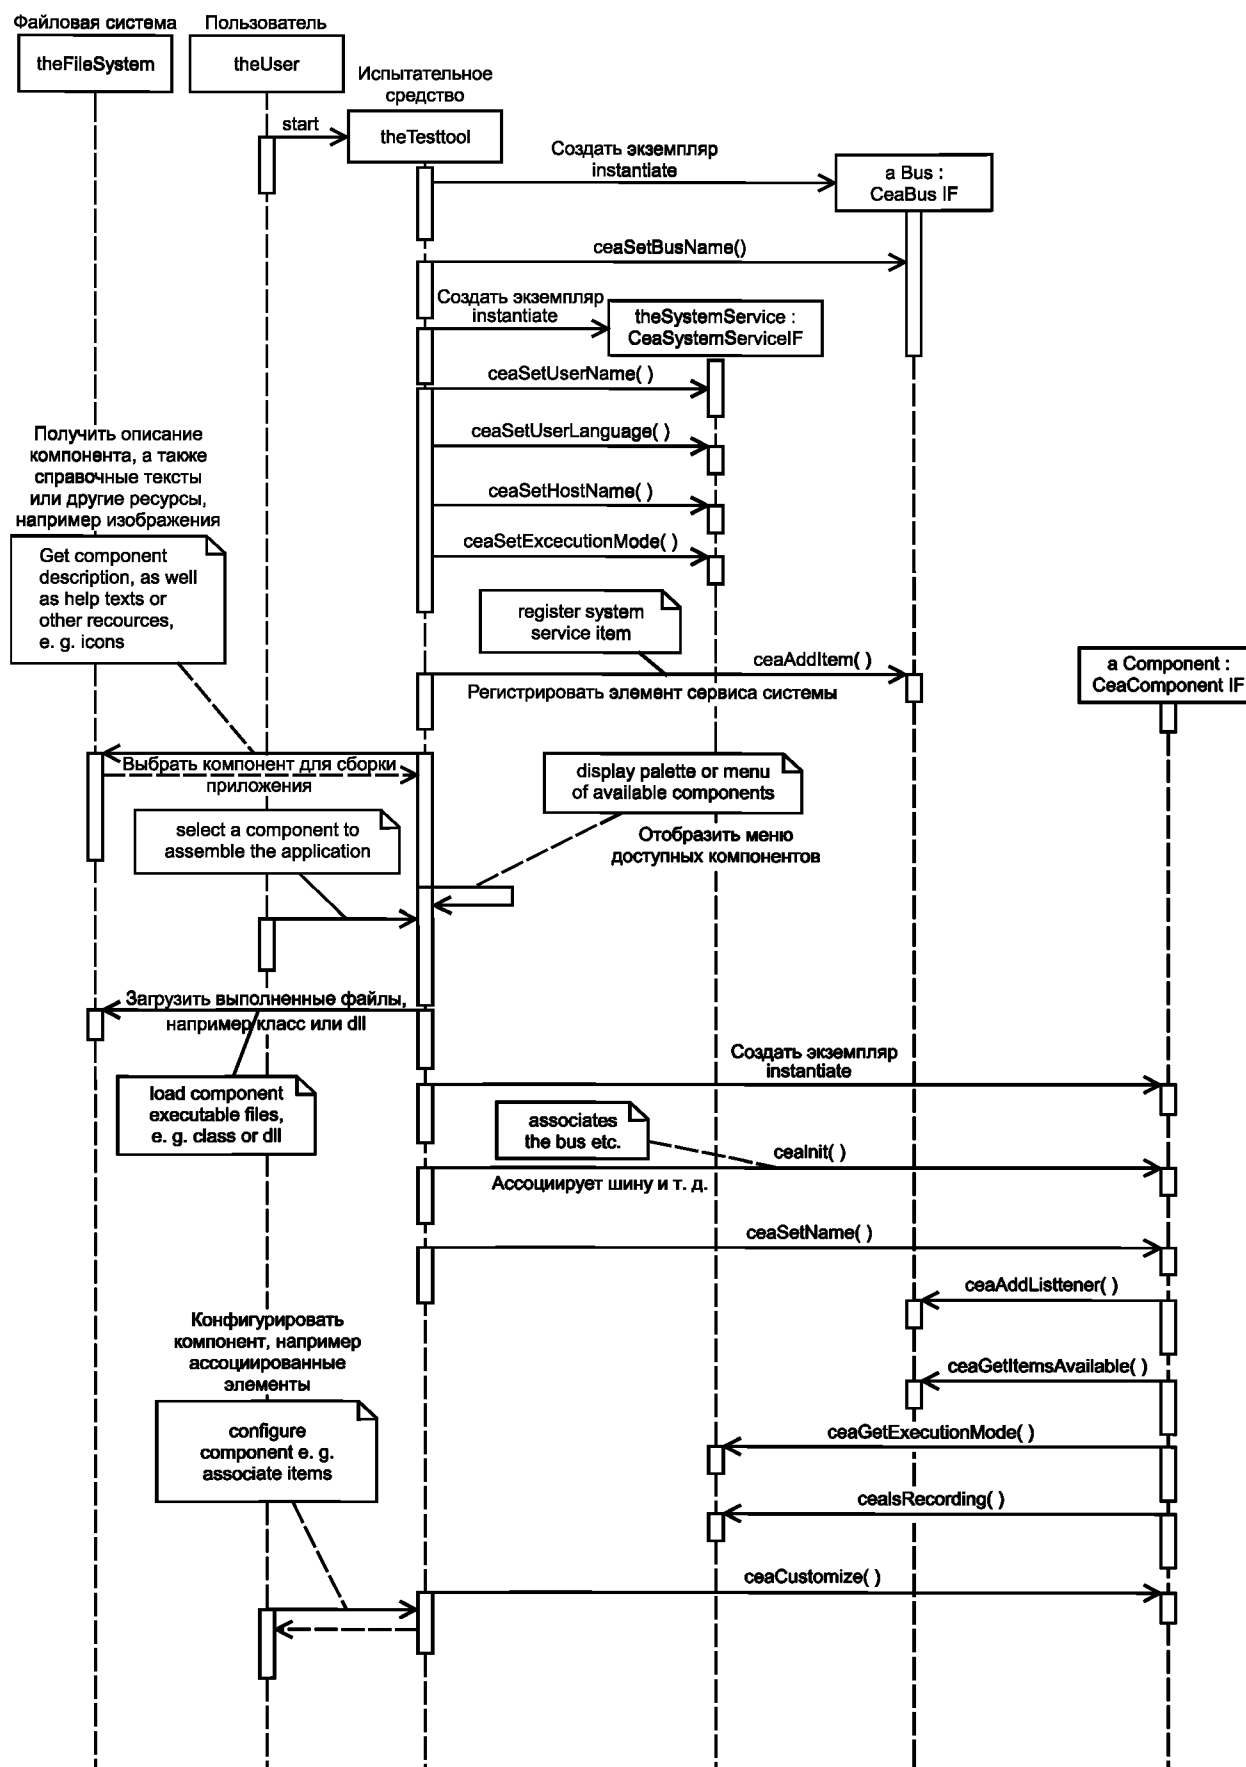 Файловая система
Пользователь
theFileSystem
theUser
Испытательное
средство
start
theTesttool
Создать экземпляр
instantiate
a Bus :
CeaBus IF
ceaSetBusName()
Создать экземпляр
instantiate
theSystemService :
CeaSystemServiceIF
ceaSetUserName( )
ceaSetUserLanguage( )
Получить описание
компонента, а также
справочные тексты
или другие ресурсы,
например изображения
ceaSetHostName( )
ceaSetExcecutionMode( )
Get component
description, as well
as help texts or
other recources,
e. g. icons
register system
service item
ceaAddItem( )
Регистрировать элемент сервиса системы
a Component :
CeaComponent IF
Выбрать компонент для сборки
приложения
display palette or menu
of available components
select a component to
assemble the application
Отобразить меню
доступных компонентов
Загрузить выполненные файлы,
например класс или dll
load component
executable files,
e. g. class or dll
Создать экземпляр
instantiate
associates
the bus etc.
ceaInit( )
Ассоциирует шину и т. д.
ceaSetName( )
ceaAddListtener( )
Конфигурировать
компонент, например
ассоциированные
элементы
ceaGetItemsAvailable( )
configure
component e. g.
associate items
ceaGetExecutionMode( )
ceaIsRecording( )
ceaCustomize( )